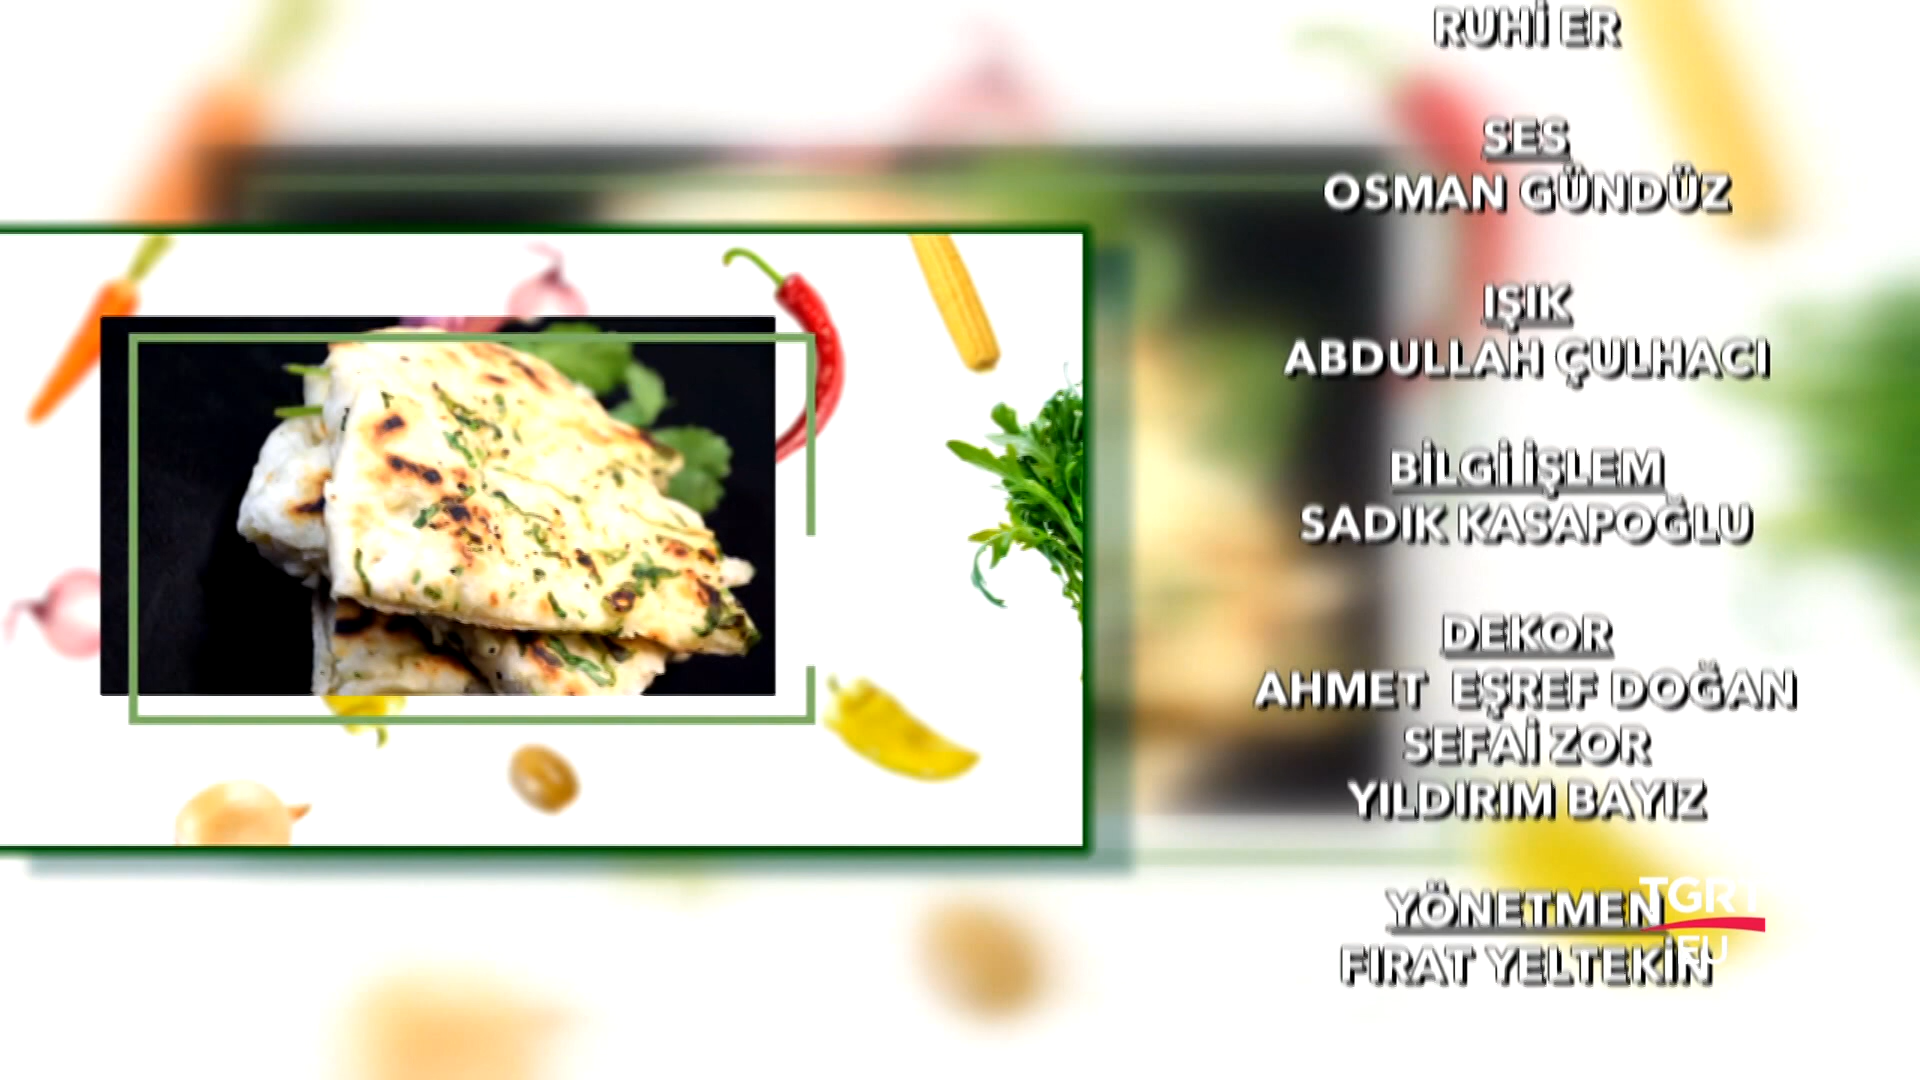 RUHİ ER
SES
OSMAN GÜNDÜZ
IŞIK
ABDULLAH ÇULHACI
BİLGİ İŞLEM
SADIK KASAPOĞLU
DEKOR
AHMET EŞREF DOĞAN
SEFAİ ZOR
YILDIRIM BAYIZ
YÖNETMEN
FIRAT YELTEKİN
TGRT
EU